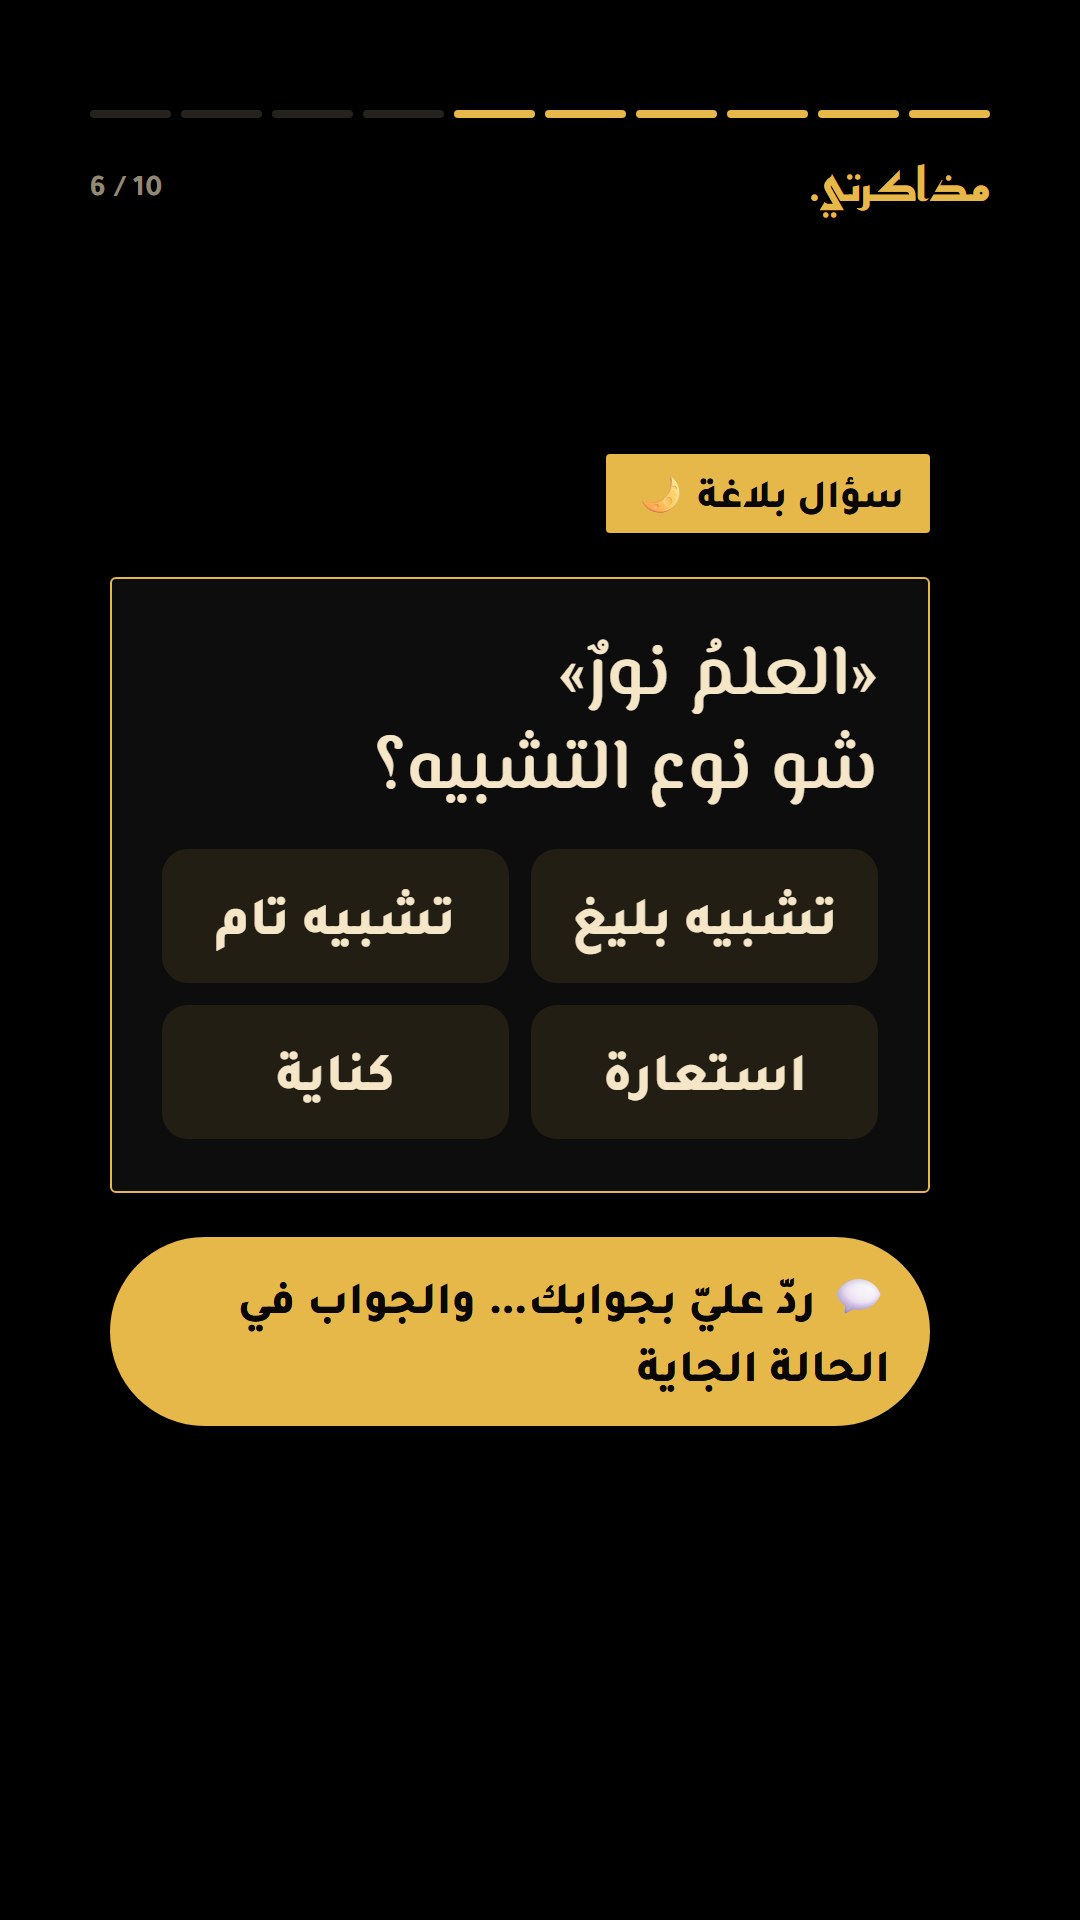 مذاكرتي.
6 / 10
سؤال بلاغة 🌛
«العلمُ نورٌ»
شو نوع التشبيه؟
تشبيه بليغ
تشبيه تام
استعارة
كناية
💬 ردّ عليّ بجوابك... والجواب في
الحالة الجاية